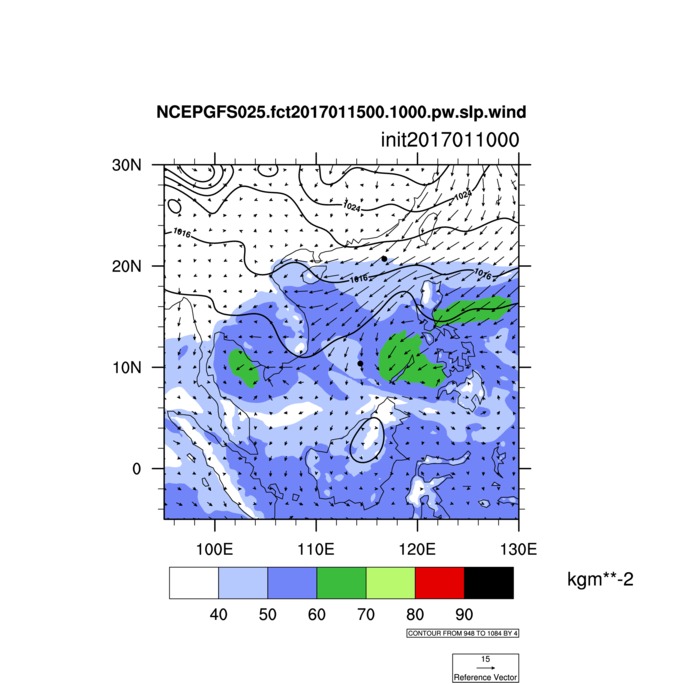 NCEPGFS025.fct2017011500.1000.pw.slp.wind
init2017011000
30N
1024
1024
1016
20N
1016
1016
10N
0
100E 110E 120E 130E
kgm**-2
40 50 60 70 80 90
CONTOUR FROM 948 TO 1084 BY 4
15
Reference Vector